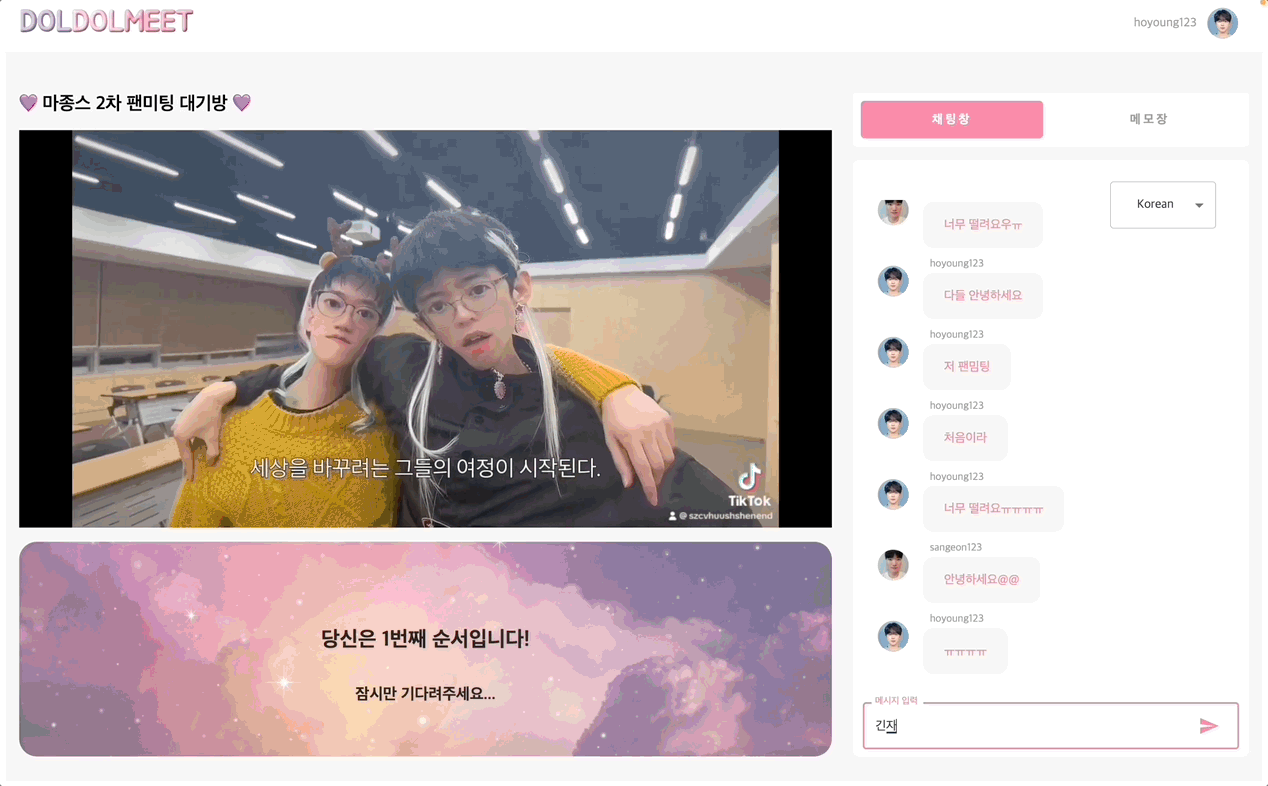 DOLDOLMEET
hoyoung123
💜 마종스 2차 팬미팅 대기방 💜
세상을 바꾸려는 그들의 여정이 시작된다.
TikTok
@szcvhuushshenend
당신은 1번째 순서입니다!
잠시만 기다려주세요...
채팅창
메모장
Korean
너무 떨려요우ㅠ
hoyoung123
다들 안녕하세요
hoyoung123
저 팬밈팅
hoyoung123
처음이라
hoyoung123
너무 떨려요ㅠㅠㅠㅠ
sangeon123
안녕하세요@@
hoyoung123
ㅠㅠㅠㅠ
메시지 입력
긴재